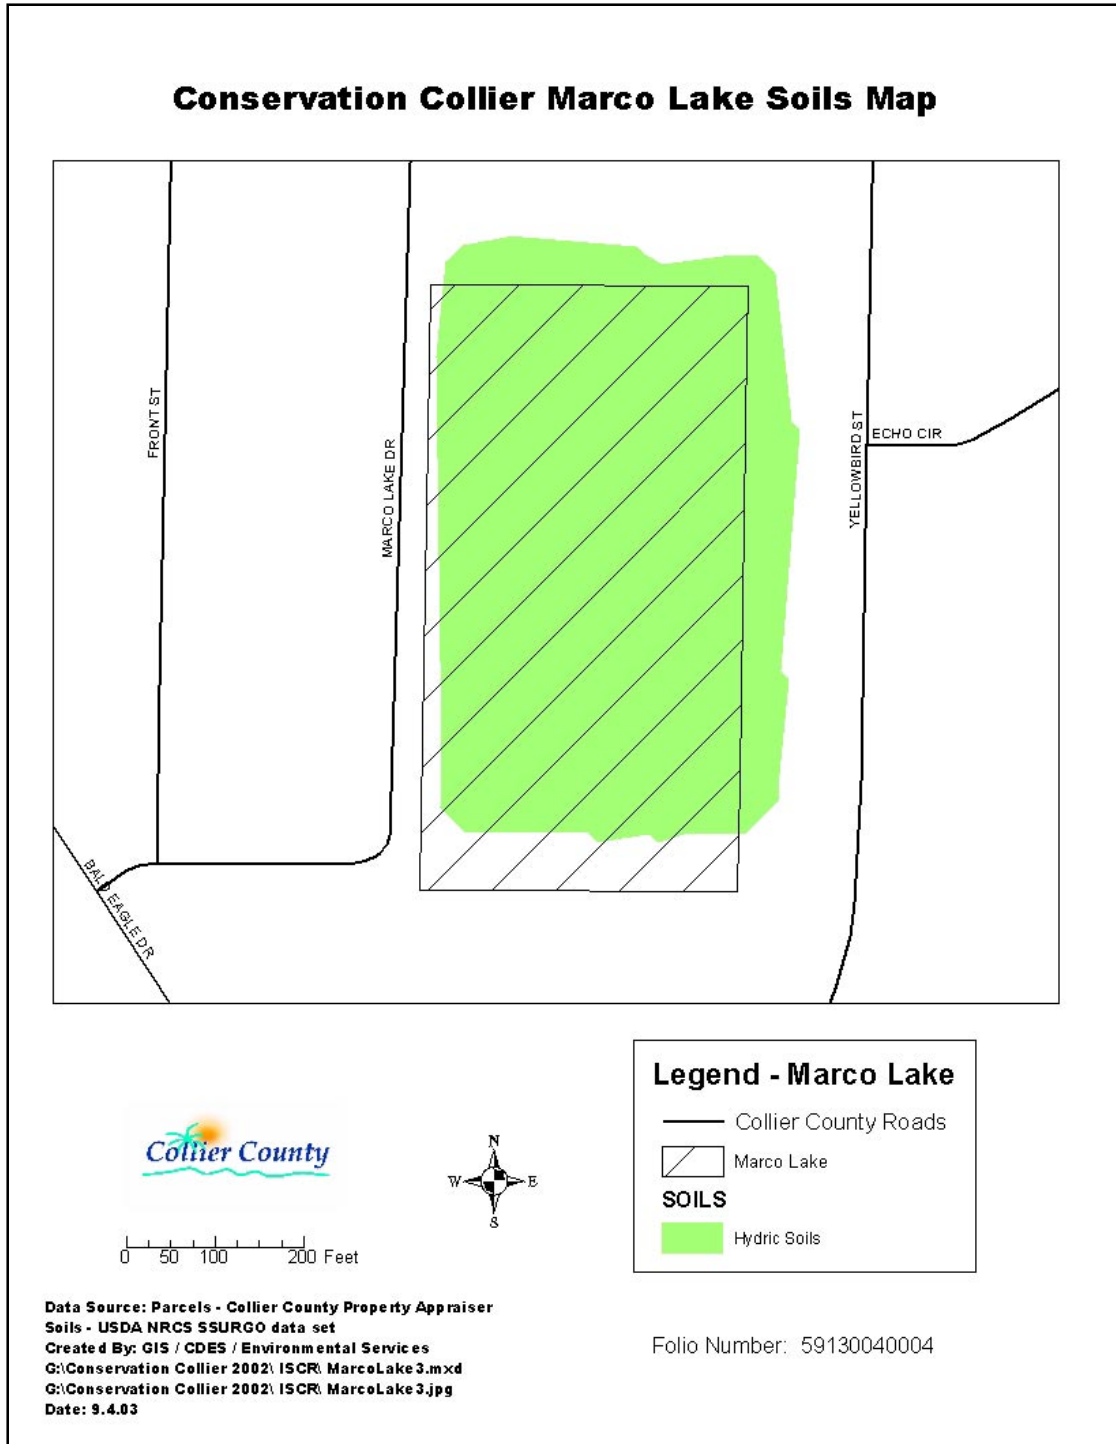 Conservation Collier Marco Lake Soils Map
FRONT ST
MARCO LAKE DR
YELLOWBIRD ST
ECHO CIR
BALD EAGLE DR
Legend - Marco Lake
Collier County Roads
Marco Lake
SOILS
Hydric Soils
Collier County
N
W E
S
0 50 100 200 Feet
Data Source: Parcels - Collier County Property Appraiser
Soils - USDA NRCS SSURGO data set
Created By: GIS / CDES / Environmental Services
G:\Conservation Collier 2002\ ISCR\ MarcoLake3.mxd
G:\Conservation Collier 2002\ ISCR\ MarcoLake3.jpg
Date: 9.4.03
Folio Number: 59130040004